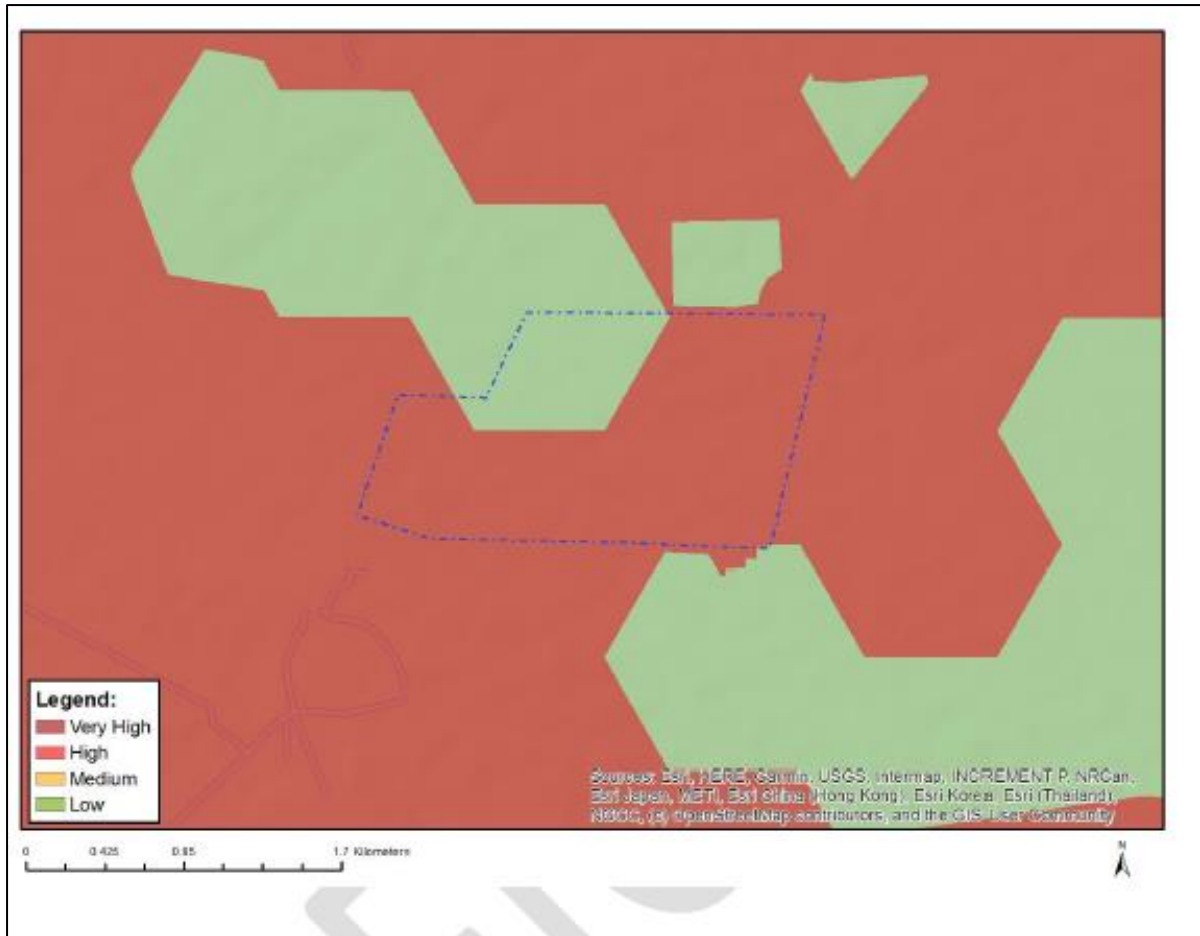 Legend:
Very High
High
Medium
Low
Sources: Esri, HERE, Garmin, USGS, Intermap, INCREMENT P, NRCan,
Esri Japan, METI, Esri China (Hong Kong), Esri Korea, Esri (Thailand),
NGCC, (c) OpenStreetMap contributors, and the GIS User Community
0 0.425 0.85 1.7 Kilometers
N